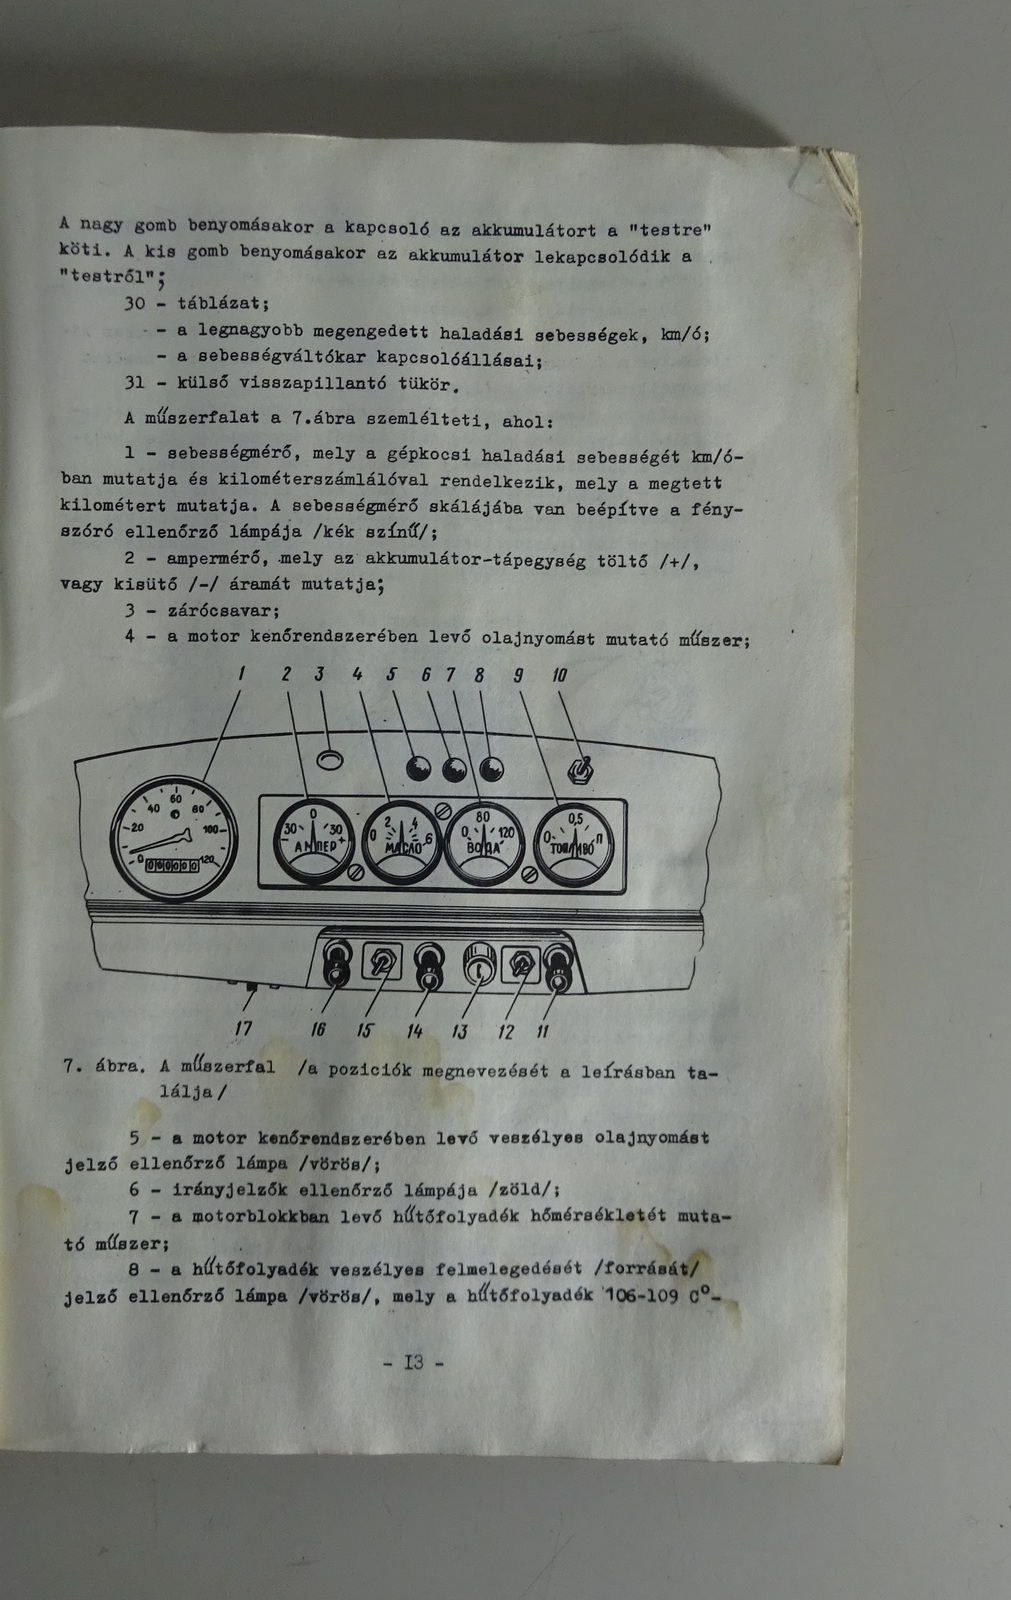 A nagy gomb benyomásakor a kapcsoló az akkumulátort a "testre"
köti. A kis gomb benyomásakor az akkumulátor lekapcsolódik a
"testről";
30 - táblázat;
- a legnagyobb megengedett haladási sebességek, km/ó;
- a sebességváltókar kapcsolóállásai;
31 - külső visszapillantó tükör.
A műszerfalat a 7.ábra szemlélteti, ahol:
1 - sebességmérő, mely a gépkocsi haladási sebességét km/ó-
ban mutatja és kilométerszámlálóval rendelkezik, mely a megtett
kilométert mutatja. A sebességmérő skálájába van beépítve a fény-
szóró ellenőrző lámpája /kék színű/;
2 - ampermérő, mely az akkumulátor-tápegység töltő /+/,
vagy kisütő /-/ áramát mutatja;
3 - zárócsavar;
4 - a motor kenőrendszerében levő olajnyomást mutató műszer;
1 2 3 4 5 6 7 8 9 10
0 20 40 60 80 100 120
000000
30 0 30
- АМПЕР +
0 2 4 6
МАСЛО
0 80 120
ВОДА
0 0,5 П
ТОПЛИВО
17 16 15 14 13 12 11
7. ábra. A műszerfal /a poziciók megnevezését a leírásban ta-
lálja/
5 - a motor kenőrendszerében levő veszélyes olajnyomást
jelző ellenőrző lámpa /vörös/;
6 - irányjelzők ellenőrző lámpája /zöld/;
7 - a motorblokkban levő hűtőfolyadék hőmérsékletét muta-
tó műszer;
8 - a hűtőfolyadék veszélyes felmelegedését /forrását/
jelző ellenőrző lámpa /vörös/, mely a hűtőfolyadék 106-109 C°-
- I3 -